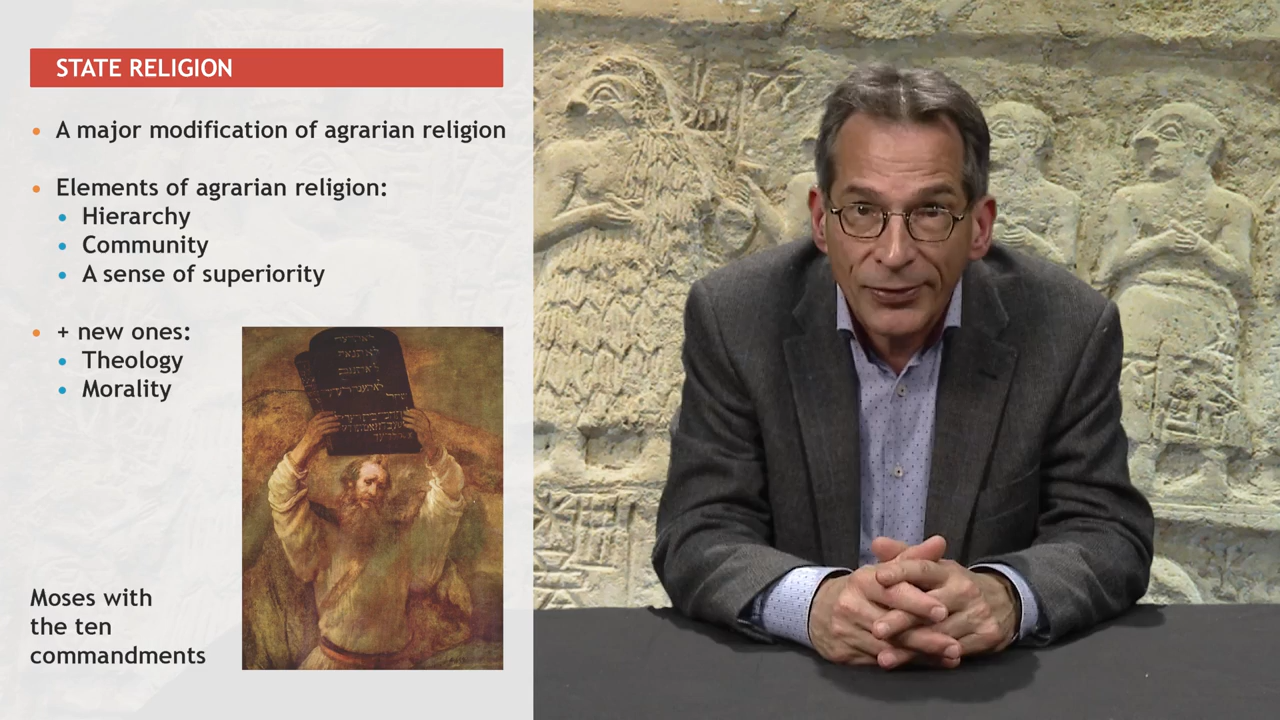 STATE RELIGION
• A major modification of agrarian religion
• Elements of agrarian religion:
• Hierarchy
• Community
• A sense of superiority
• + new ones:
• Theology
• Morality
Moses with
the ten
commandments